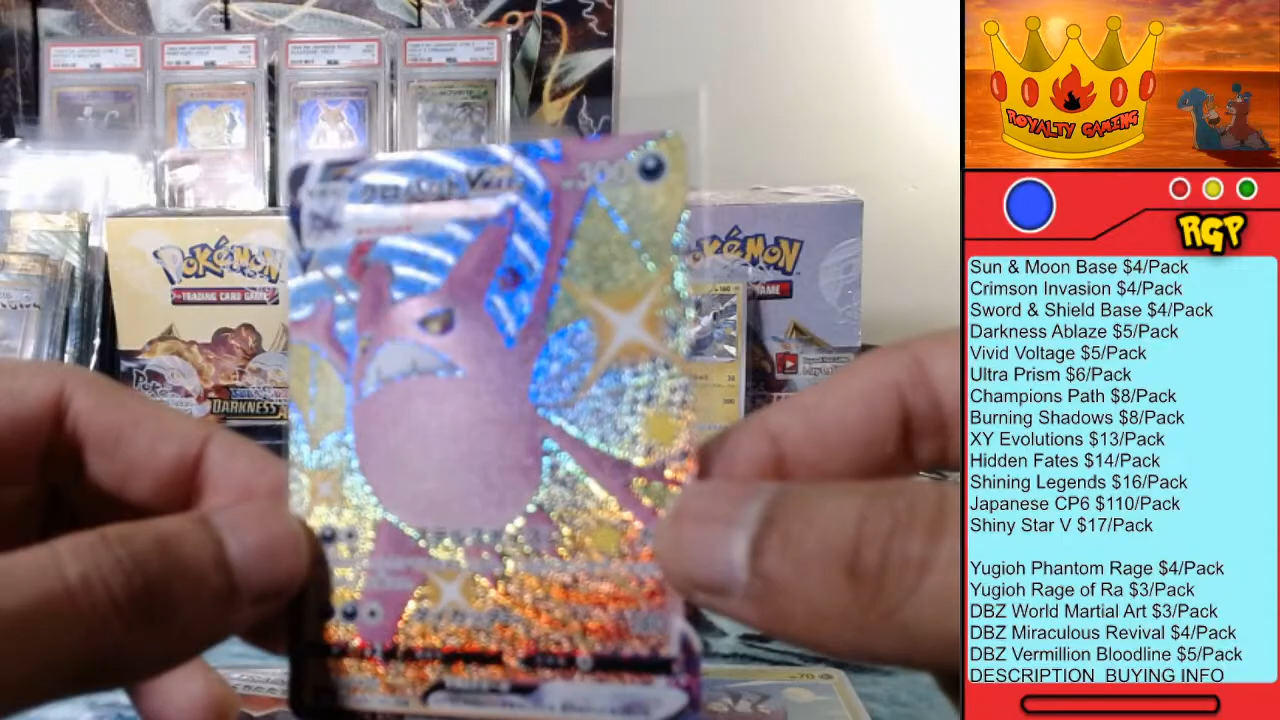 Pokémon
TRADING CARD GAME
DARKNESS
300
Pokémon
70
ROYALTY GAMING
RGP
Sun & Moon Base $4/Pack
Crimson Invasion $4/Pack
Sword & Shield Base $4/Pack
Darkness Ablaze $5/Pack
Vivid Voltage $5/Pack
Ultra Prism $6/Pack
Champions Path $8/Pack
Burning Shadows $8/Pack
XY Evolutions $13/Pack
Hidden Fates $14/Pack
Shining Legends $16/Pack
Japanese CP6 $110/Pack
Shiny Star V $17/Pack
Yugioh Phantom Rage $4/Pack
Yugioh Rage of Ra $3/Pack
DBZ World Martial Art $3/Pack
DBZ Miraculous Revival $4/Pack
DBZ Vermillion Bloodline $5/Pack
DESCRIPTION BUYING INFO